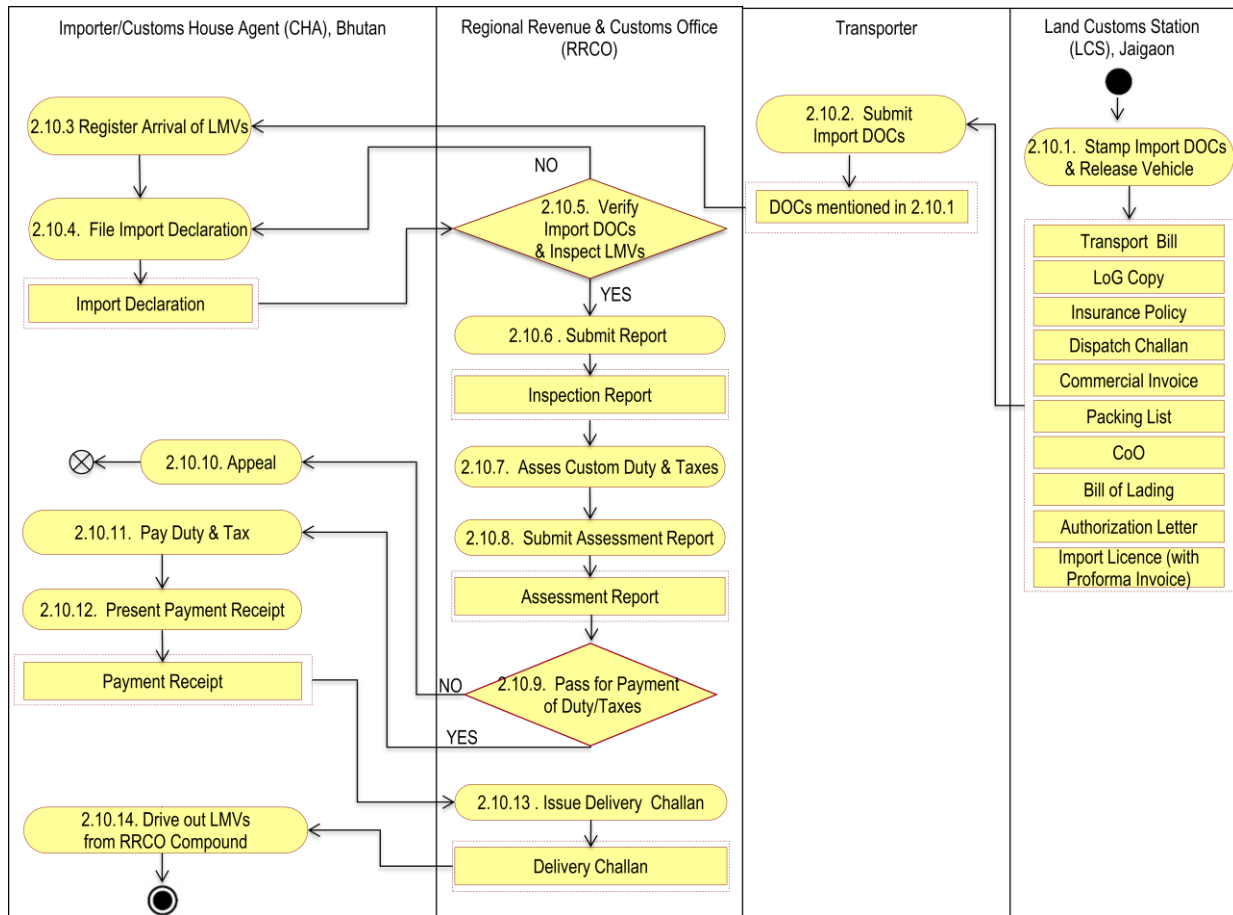 Importer/Customs House Agent (CHA), Bhutan
Regional Revenue & Customs Office
(RRCO)
Transporter
Land Customs Station
(LCS), Jaigaon
2.10.3 Register Arrival of LMVs
2.10.2.  Submit
Import DOCs
2.10.1.  Stamp Import DOCs
& Release Vehicle
NO
DOCs mentioned in 2.10.1
2.10.5.  Verify
Import DOCs
& Inspect LMVs
2.10.4.  File Import Declaration
Import Declaration
YES
Transport  Bill
LoG Copy
Insurance Policy
Dispatch Challan
Commercial Invoice
Packing List
CoO
Bill of Lading
Authorization Letter
Import Licence (with
Proforma Invoice)
2.10.6 . Submit Report
Inspection Report
2.10.7.  Asses Custom Duty & Taxes
2.10.10. Appeal
2.10.8.  Submit Assessment Report
2.10.11.  Pay Duty & Tax
Assessment Report
2.10.12.  Present Payment Receipt
Payment Receipt
NO
2.10.9.  Pass for Payment
of Duty/Taxes
YES
2.10.13 . Issue Delivery  Challan
2.10.14. Drive out LMVs
from RRCO Compound
Delivery Challan